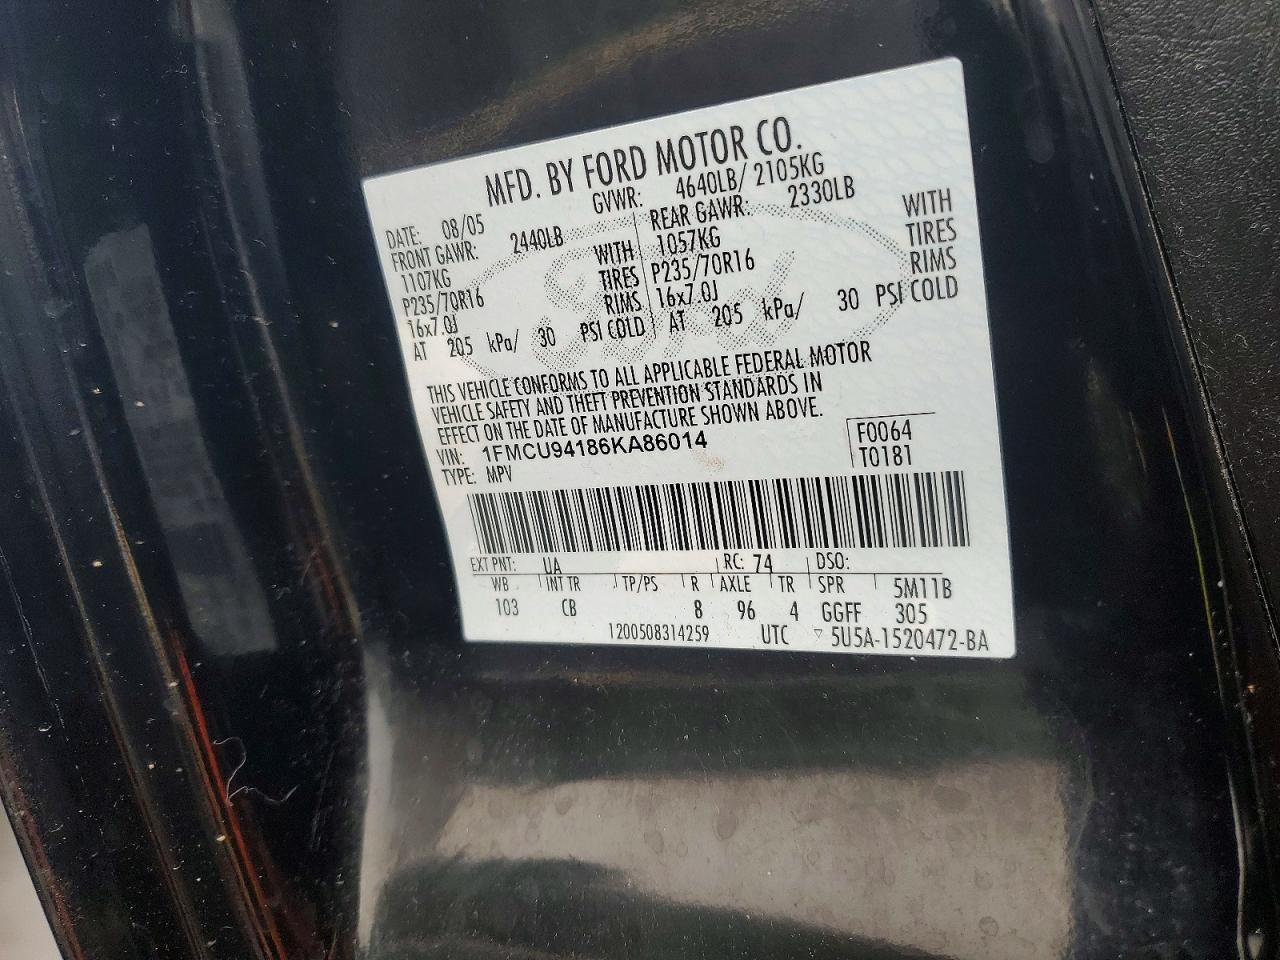 MFD. BY FORD MOTOR CO.
DATE: 08/05 GVWR: 4640LB/ 2105KG
FRONT GAWR: 2440LB REAR GAWR: 2330LB
1107KG WITH 1057KG WITH
P235/70R16 TIRES P235/70R16 TIRES
16x7.0J RIMS 16x7.0J RIMS
AT 205 kPa/ 30 PSI COLD AT 205 kPa/ 30 PSI COLD
THIS VEHICLE CONFORMS TO ALL APPLICABLE FEDERAL MOTOR
VEHICLE SAFETY AND THEFT PREVENTION STANDARDS IN
EFFECT ON THE DATE OF MANUFACTURE SHOWN ABOVE.
VIN: 1FMCU94186KA86014 F0064
TYPE: MPV T0181
EXT PNT: UA RC: 74 DSO:
WB INT TR TP/PS R AXLE TR SPR 5M11B
103 CB 8 96 4 GGFF 305
1200508314259 UTC ▽ 5U5A-1520472-BA